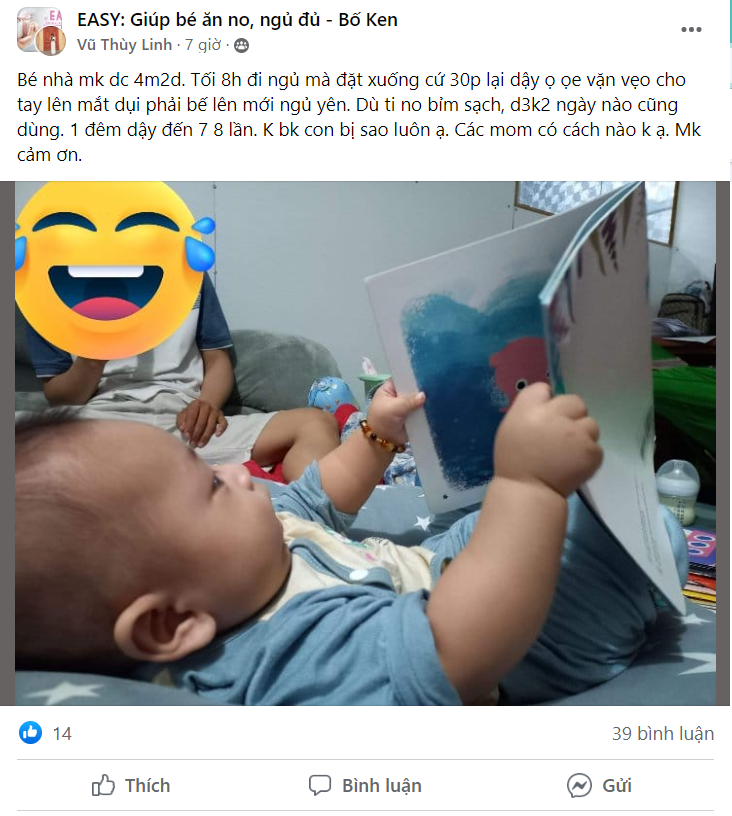 EASY: Giúp bé ăn no, ngủ đủ - Bố Ken
Vũ Thùy Linh · 7 giờ ·
Bé nhà mk dc 4m2d. Tối 8h đi ngủ mà đặt xuống cứ 30p lại dậy ọ ọe vặn vẹo cho
tay lên mắt dụi phải bế lên mới ngủ yên. Dù ti no bỉm sạch, d3k2 ngày nào cũng
dùng. 1 đêm dậy đến 7 8 lần. K bk con bị sao luôn ạ. Các mom có cách nào k ạ. Mk
cảm ơn.
14
39 bình luận
Thích
Bình luận
Gửi